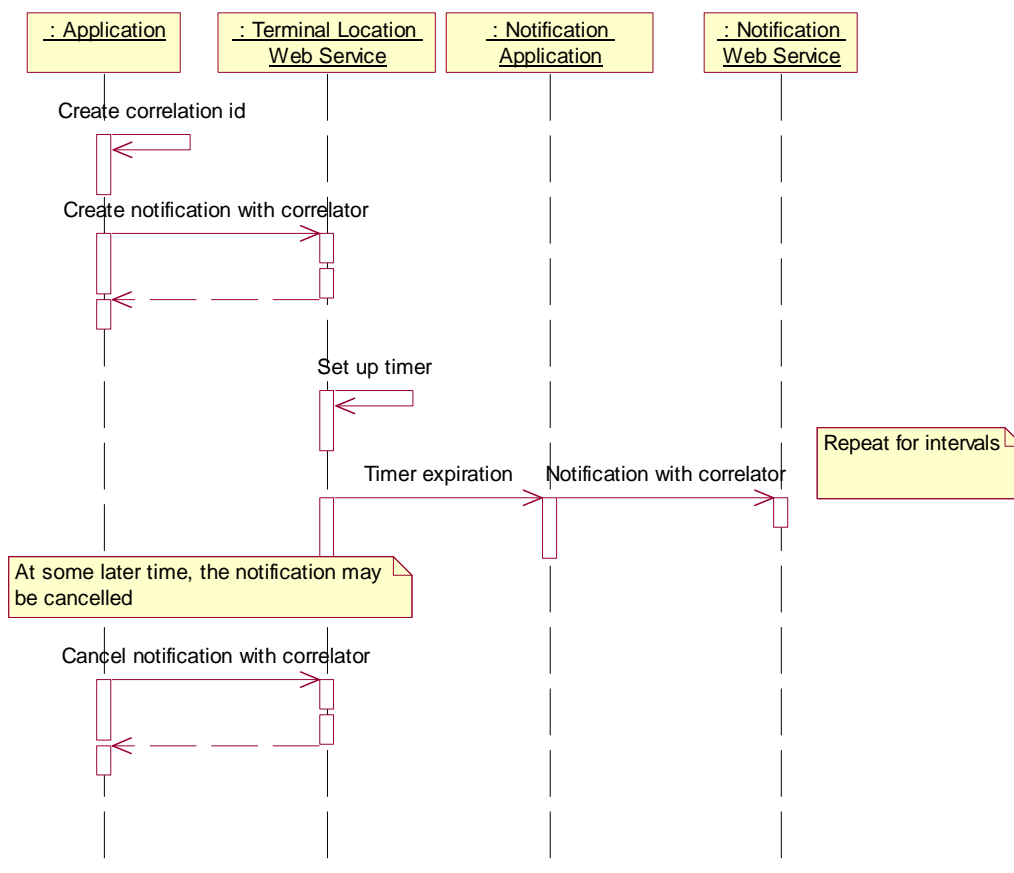 : Application
: Terminal Location
Web Service
: Notification
Application
: Notification
Web Service
Create correlation id
Create notification with correlator
Set up timer
Repeat for intervals
Timer expiration
Notification with correlator
At some later time, the notification may
be cancelled
Cancel notification with correlator